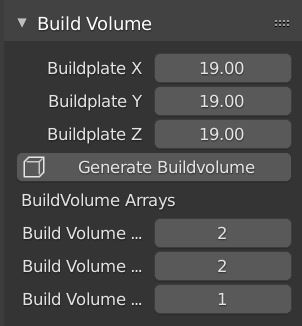 Build Volume
Buildplate X 19.00
Buildplate Y 19.00
Buildplate Z 19.00
Generate Buildvolume
BuildVolume Arrays
Build Volume ... 2
Build Volume ... 2
Build Volume ... 1